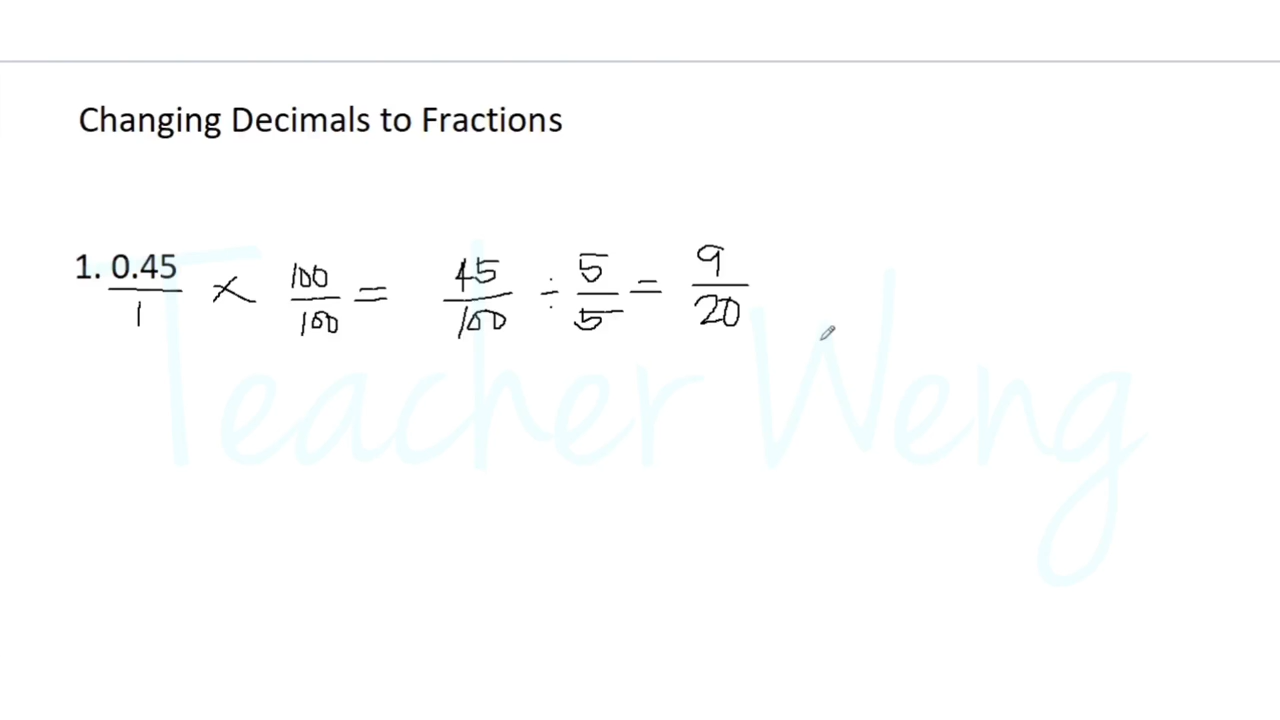 Changing Decimals to Fractions
1. 0.45/1 × 100/100 = 45/100 ÷ 5/5 = 9/20
Teacher Weng